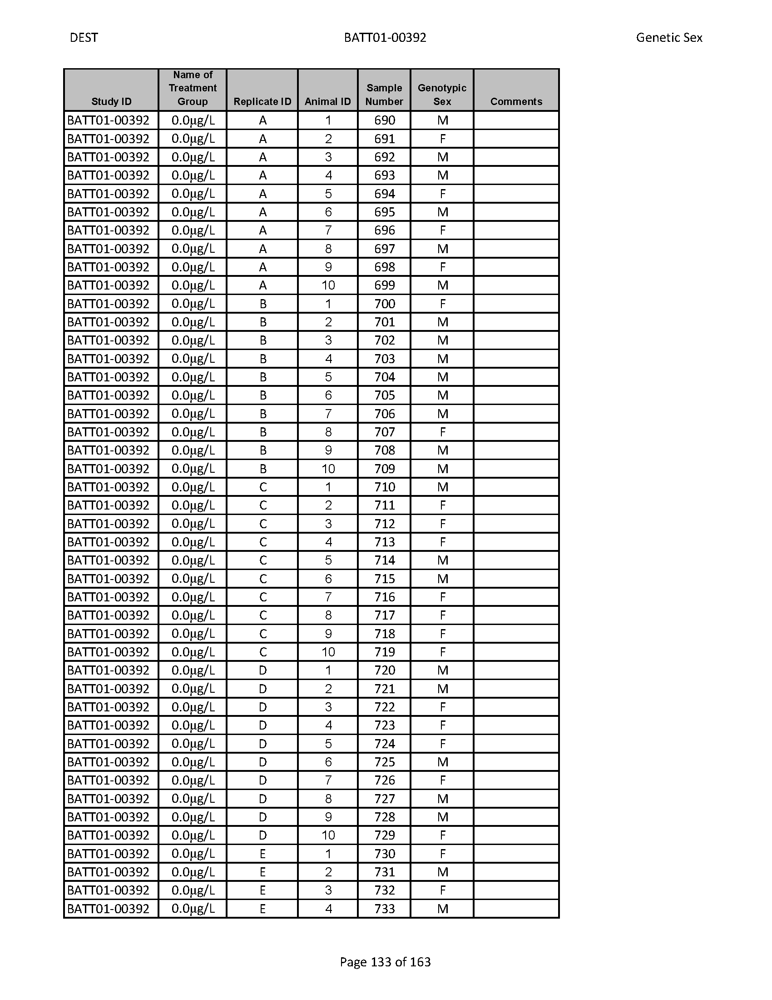 DEST BATT01-00392 Genetic Sex
Study ID Name of Treatment Group Replicate ID Animal ID Sample Number Genotypic Sex Comments
BATT01-00392 0.0µg/L A 1 690 M
BATT01-00392 0.0µg/L A 2 691 F
BATT01-00392 0.0µg/L A 3 692 M
BATT01-00392 0.0µg/L A 4 693 M
BATT01-00392 0.0µg/L A 5 694 F
BATT01-00392 0.0µg/L A 6 695 M
BATT01-00392 0.0µg/L A 7 696 F
BATT01-00392 0.0µg/L A 8 697 M
BATT01-00392 0.0µg/L A 9 698 F
BATT01-00392 0.0µg/L A 10 699 M
BATT01-00392 0.0µg/L B 1 700 F
BATT01-00392 0.0µg/L B 2 701 M
BATT01-00392 0.0µg/L B 3 702 M
BATT01-00392 0.0µg/L B 4 703 M
BATT01-00392 0.0µg/L B 5 704 M
BATT01-00392 0.0µg/L B 6 705 M
BATT01-00392 0.0µg/L B 7 706 M
BATT01-00392 0.0µg/L B 8 707 F
BATT01-00392 0.0µg/L B 9 708 M
BATT01-00392 0.0µg/L B 10 709 M
BATT01-00392 0.0µg/L C 1 710 M
BATT01-00392 0.0µg/L C 2 711 F
BATT01-00392 0.0µg/L C 3 712 F
BATT01-00392 0.0µg/L C 4 713 F
BATT01-00392 0.0µg/L C 5 714 M
BATT01-00392 0.0µg/L C 6 715 M
BATT01-00392 0.0µg/L C 7 716 F
BATT01-00392 0.0µg/L C 8 717 F
BATT01-00392 0.0µg/L C 9 718 F
BATT01-00392 0.0µg/L C 10 719 F
BATT01-00392 0.0µg/L D 1 720 M
BATT01-00392 0.0µg/L D 2 721 M
BATT01-00392 0.0µg/L D 3 722 F
BATT01-00392 0.0µg/L D 4 723 F
BATT01-00392 0.0µg/L D 5 724 F
BATT01-00392 0.0µg/L D 6 725 M
BATT01-00392 0.0µg/L D 7 726 F
BATT01-00392 0.0µg/L D 8 727 M
BATT01-00392 0.0µg/L D 9 728 M
BATT01-00392 0.0µg/L D 10 729 F
BATT01-00392 0.0µg/L E 1 730 F
BATT01-00392 0.0µg/L E 2 731 M
BATT01-00392 0.0µg/L E 3 732 F
BATT01-00392 0.0µg/L E 4 733 M
Page 133 of 163